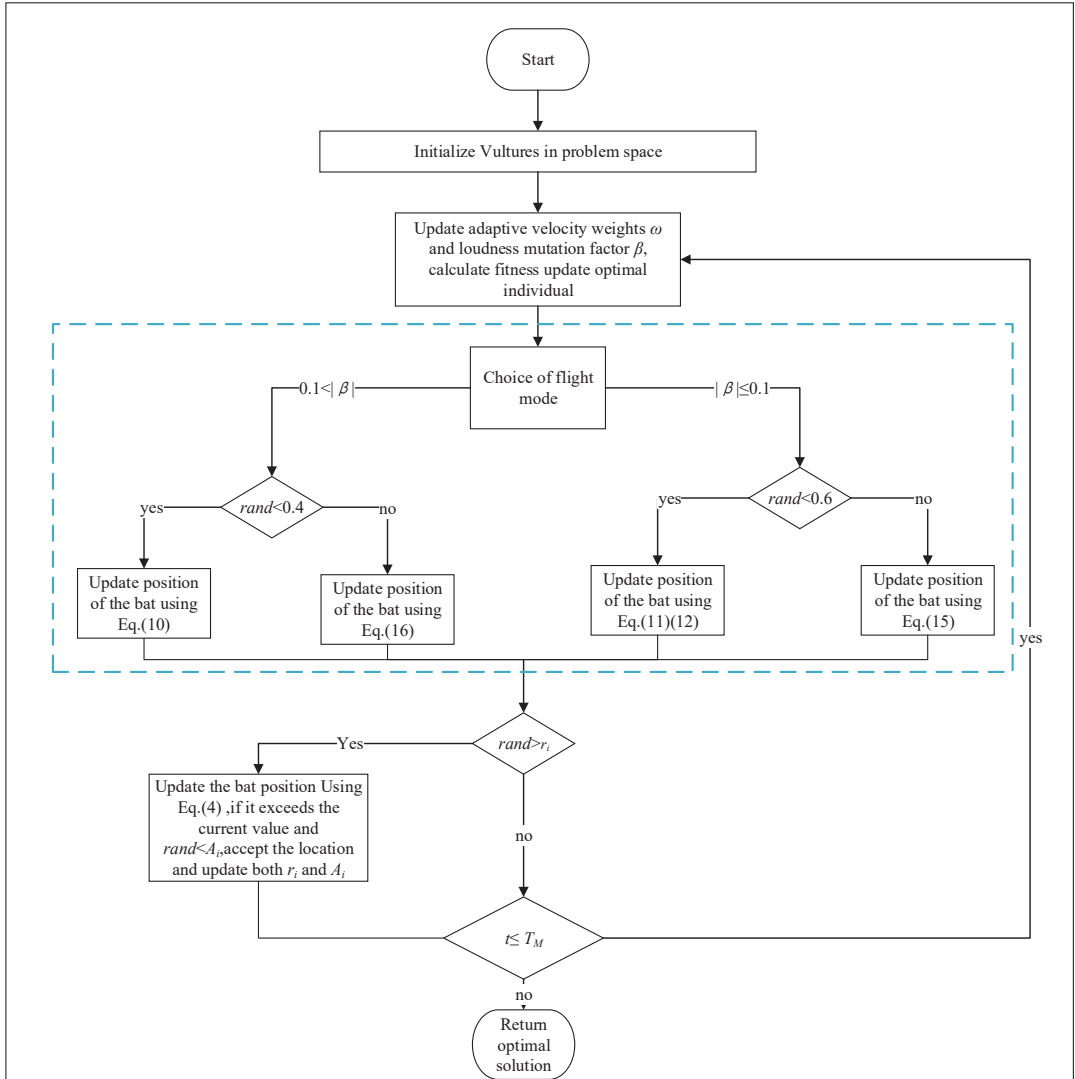 Start
Initialize Vultures in problem space
Update adaptive velocity weights ω
and loudness mutation factor β,
calculate fitness update optimal
individual
Choice of flight
mode
0.1<| β |
| β |≤0.1
rand<0.4
yes
no
rand<0.6
yes
no
Update position
of the bat using
Eq.(10)
Update position
of the bat using
Eq.(16)
Update position
of the bat using
Eq.(11)(12)
Update position
of the bat using
Eq.(15)
yes
rand>ri
Yes
Update the bat position Using
Eq.(4) ,if it exceeds the
current value and
rand<Ai,accept the location
and update both ri and Ai
no
t≤ TM
no
Return
optimal
solution